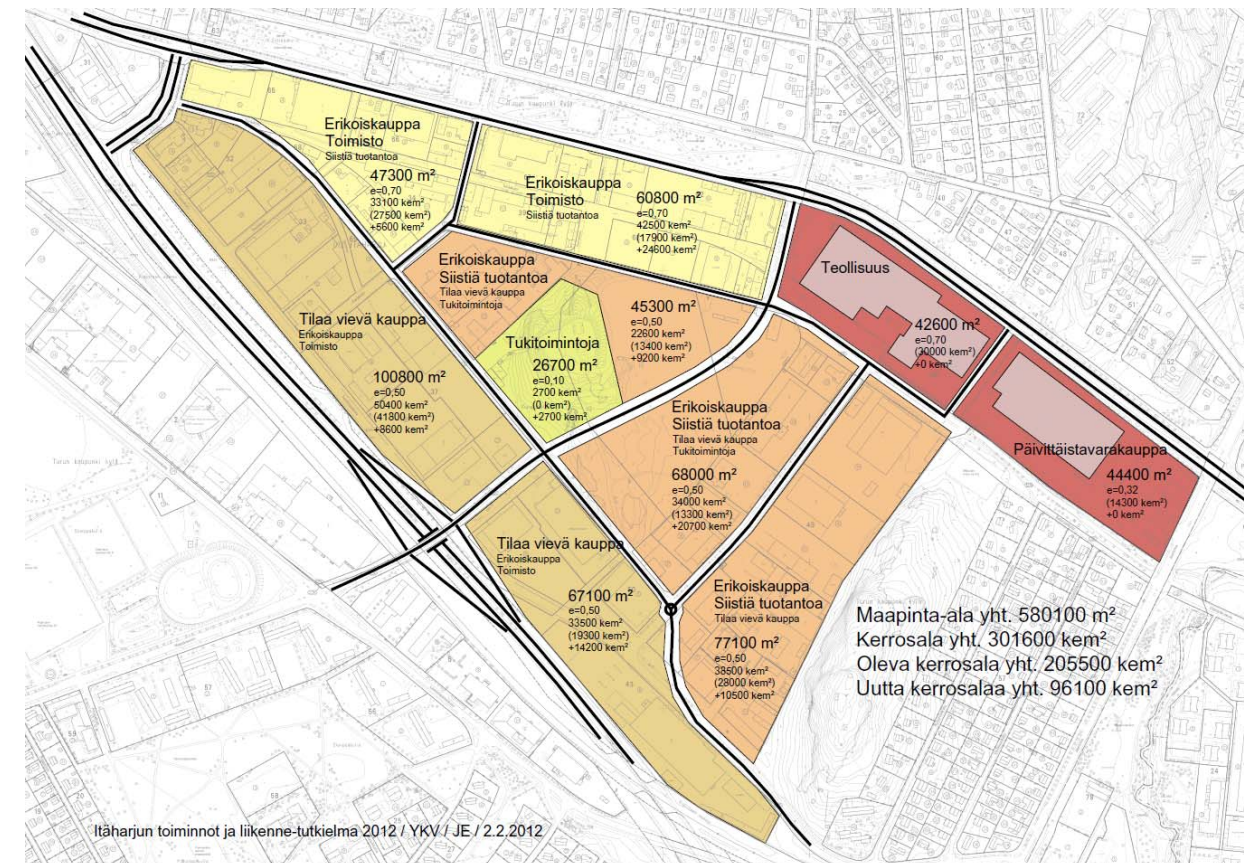 Erikoiskauppa
Toimisto
Siistiä tuotantoa
47300 m²
e=0,70
33100 kem²
(27500 kem²)
+5600 kem²
Erikoiskauppa
Toimisto
Siistiä tuotantoa
60800 m²
e=0,70
42500 kem²
(17900 kem²)
+24600 kem²
Erikoiskauppa
Siistiä tuotantoa
Tilaa vievä kauppa
Tukitoimintoja
45300 m²
e=0,50
22600 kem²
(13400 kem²)
+9200 kem²
Teollisuus
42600 m²
e=0,70
(30000 kem²)
+0 kem²
Tilaa vievä kauppa
Erikoiskauppa
Toimisto
100800 m²
e=0,50
50400 kem²
(41800 kem²)
+8600 kem²
Tukitoimintoja
26700 m²
e=0,10
2700 kem²
(0 kem²)
+2700 kem²
Erikoiskauppa
Siistiä tuotantoa
Tilaa vievä kauppa
Tukitoimintoja
68000 m²
e=0,50
34000 kem²
(13300 kem²)
+20700 kem²
Päivittäistavarakauppa
44400 m²
e=0,32
(14300 kem²)
+0 kem²
Tilaa vievä kauppa
Erikoiskauppa
Toimisto
67100 m²
e=0,50
33500 kem²
(19300 kem²)
+14200 kem²
Erikoiskauppa
Siistiä tuotantoa
Tilaa vievä kauppa
77100 m²
e=0,50
38500 kem²
(28000 kem²)
+10500 kem²
Maapinta-ala yht. 580100 m²
Kerrosala yht. 301600 kem²
Oleva kerrosala yht. 205500 kem²
Uutta kerrosalaa yht. 96100 kem²
Itäharjun toiminnot ja liikenne-tutkielma 2012 / YKV / JE / 2.2.2012